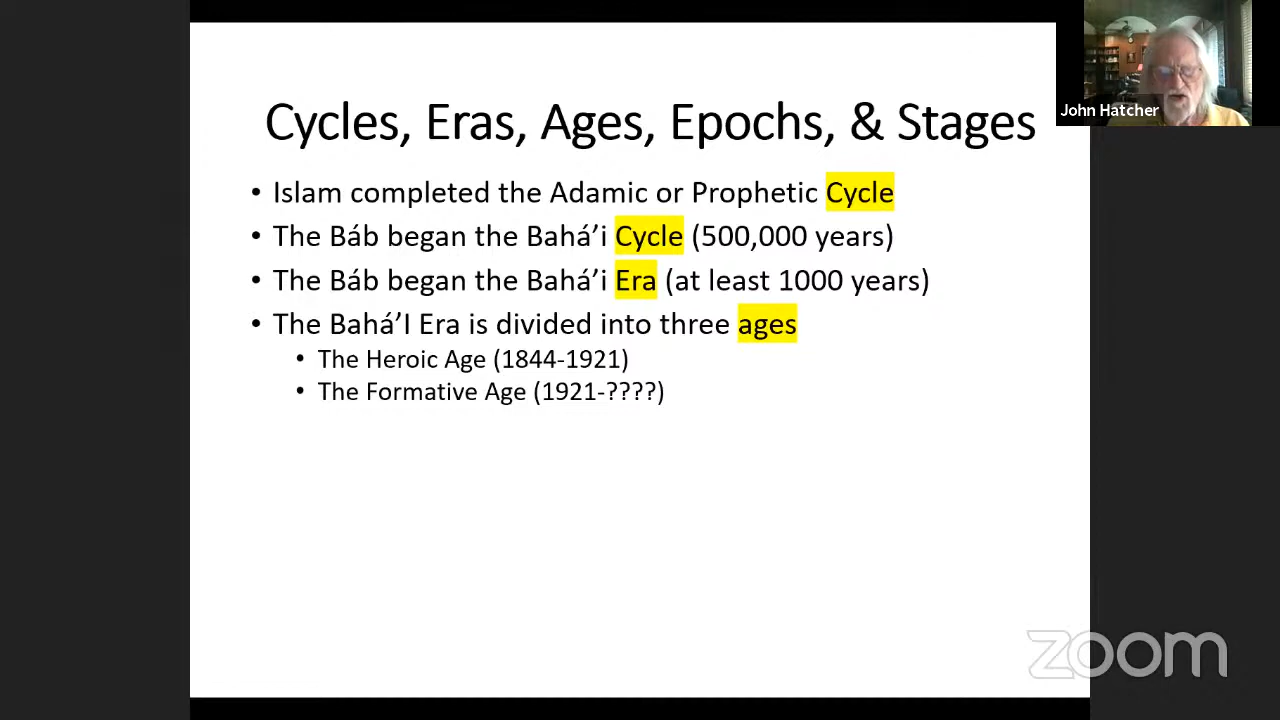 Cycles, Eras, Ages, Epochs, & Stages
• Islam completed the Adamic or Prophetic Cycle
• The Báb began the Bahá’i Cycle (500,000 years)
• The Báb began the Bahá’i Era (at least 1000 years)
• The Bahá’I Era is divided into three ages
• The Heroic Age (1844-1921)
• The Formative Age (1921-????)
John Hatcher
zoom